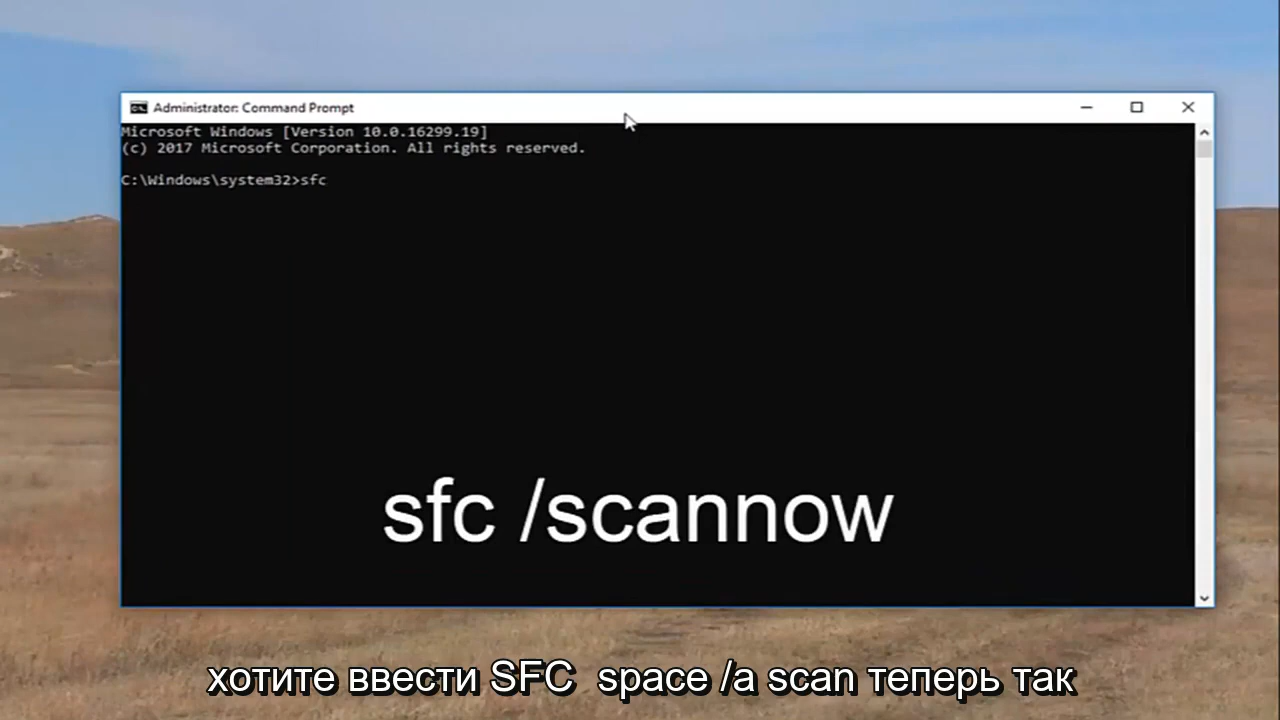 Administrator: Command Prompt
Microsoft Windows [Version 10.0.16299.19]
(c) 2017 Microsoft Corporation. All rights reserved.
C:\Windows\system32>sfc
sfc /scannow
хотите ввести SFC  space /a scan теперь так